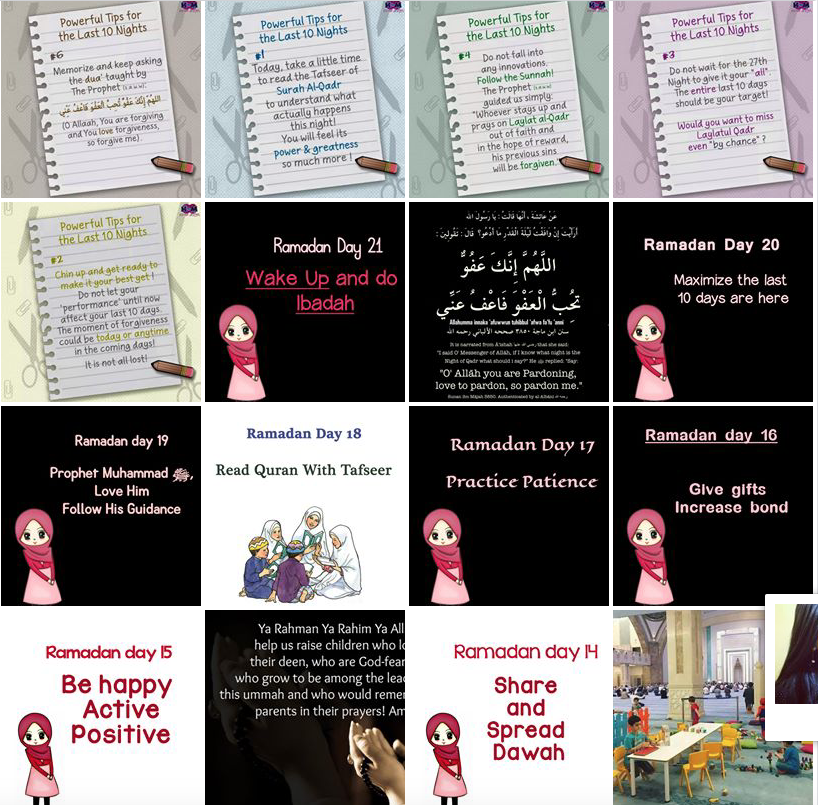 Powerful Tips for
the Last 10 Nights
#6
Memorize and keep asking
the dua' taught by
The Prophet (s.a.w.w).
اللهم إنك عفو تحب العفو فاعف عني
(O Allaah, You are forgiving
and You love forgiveness,
so forgive me).
Powerful Tips for
the Last 10 Nights
#1
Today, take a little time
to read the Tafseer of
Surah Al-Qadr
to understand what
actually happens
this night!
You will feel its
power & greatness
so much more !
Powerful Tips for
the Last 10 Nights
#4
Do not fall into
any innovations.
Follow the Sunnah!
The Prophet (s.a.w.w)
guided us simply:
"Whoever stays up and
prays on Laylat al-Qadr
out of faith and
in the hope of reward,
his previous sins
will be forgiven."
Powerful Tips for
the Last 10 Nights
#3
Do not wait for the 27th
Night to give it your "all".
The entire last 10 days
should be your target!
Would you want to miss
Laylatul Qadr
even "by chance" ?
Powerful Tips for
the Last 10 Nights
#2
Chin up and get ready to
make it your best yet !
Do not let your
'performance' until now
affect your last 10 days.
The moment of forgiveness
could be today or anytime
in the coming days!
It is not all lost!
Ramadan Day 21
Wake Up and do
Ibadah
عَنْ عَائِشَةَ ، أَنَّهَا قَالَتْ : يَا رَسُولَ اللهِ
أَرَأَيْتَ إِنْ وَافَقْتُ لَيْلَةَ الْقَدْرِ مَا أَدْعُو؟ قَالَ : تَقُولِينَ :
اللَّهُمَّ إِنَّكَ عَفُوٌّ
تُحِبُّ الْعَفْوَ فَاعْفُ عَنِّي
Allahumma innaka 'afuwwun tuhibbul 'afwa fa'fu 'anni
سنن ابن ماجة ٣٨٥٠ صححه الألباني رحمه الله
It is narrated from A'ishah that she said:
"I said O' Messenger of Allāh, if I know what night is the
Night of Qadr what should i say?" He ﷺ replied: "Say:
"O' Allāh you are Pardoning,
love to pardon, so pardon me."
Sunan Ibn Majah 3850. Authenticated by al-Albānī
Ramadan Day 20
Maximize the last
10 days are here
Ramadan day 19
Prophet Muhammad ﷺ,
Love Him
Follow His Guidance
Ramadan Day 18
Read Quran With Tafseer
Ramadan Day 17
Practice Patience
Ramadan day 16
Give gifts
Increase bond
Ramadan day 15
Be happy
Active
Positive
Ya Rahman Ya Rahim Ya All
help us raise children who lo
their deen, who are God-fear
who grow to be among the lea
this ummah and who would remem
parents in their prayers! Am
Ramadan day 14
Share
and
Spread
Dawah